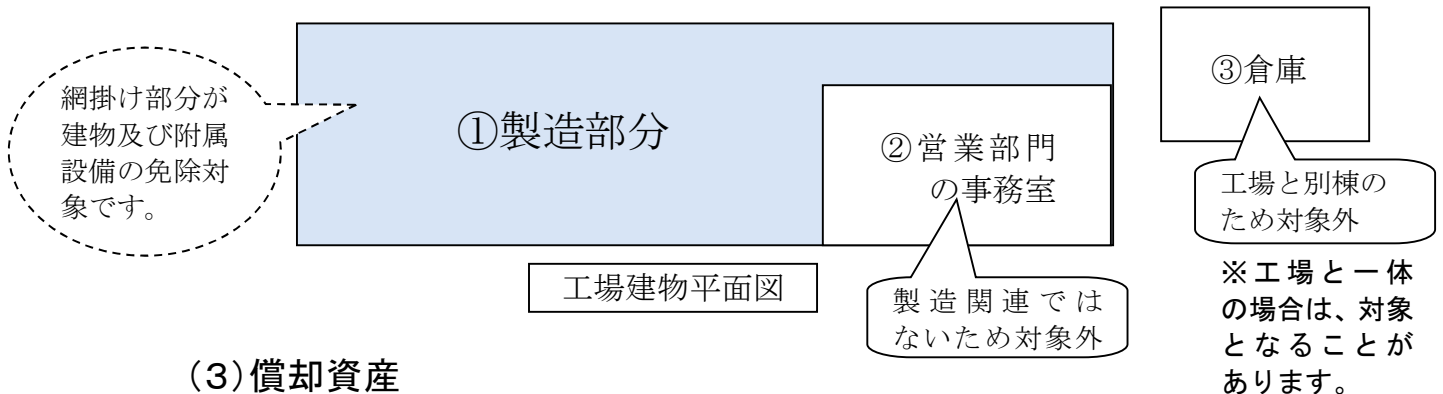 網掛け部分が
建物及び附属
設備の免除対
象です。
①製造部分
②営業部門
の事務室
③倉庫
工場と別棟の
ため対象外
※工場と一体
の場合は、対象
となることが
あります。
製造関連では
ないため対象外
工場建物平面図
（３）償却資産